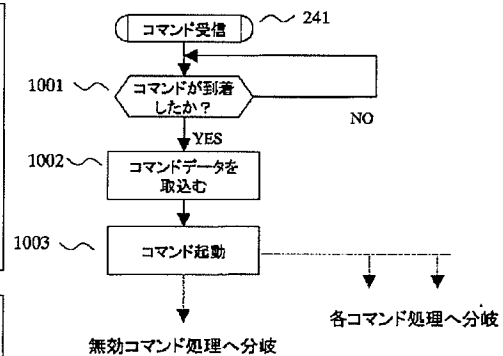 コマンド受信
241
1001
コマンドが到着
したか？
NO
YES
1002
コマンドデータを
取込む
1003
コマンド起動
各コマンド処理へ分岐
無効コマンド処理へ分岐